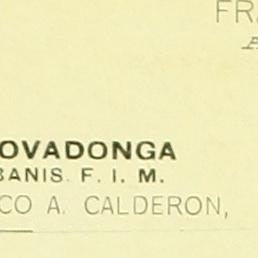 FRA
OVADONGA
BANIS. F. I. M.
CO A. CALDERON,